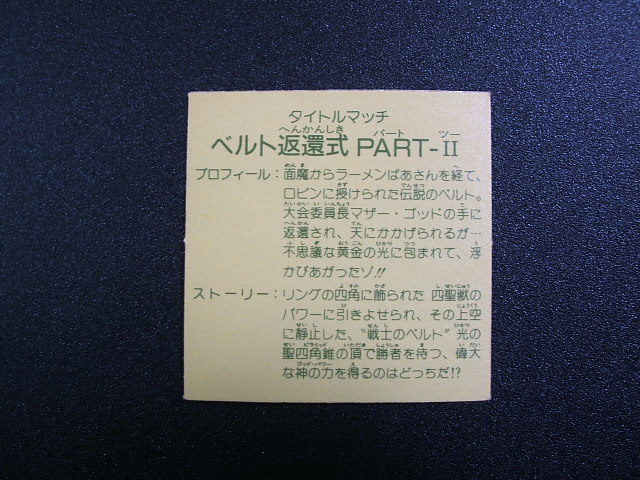 タイトルマッチ
ベルト返還式 PART-II
プロフィール：面魔からラーメンばあさんを経て、
ロビンに授けられた伝説のベルト。
大会委員長マザー・ゴッドの手に
返還され、天にかかげられるが…
不思議な黄金の光に包まれて、浮
かびあがったゾ!!
ストーリー：リングの四角に飾られた 四聖獣の
パワーに引きよせられ、その上空
に静止した、“戦士のベルト”光の
聖四角錐の頂で勝者を待つ、偉大
な神の力を得るのはどっちだ!?